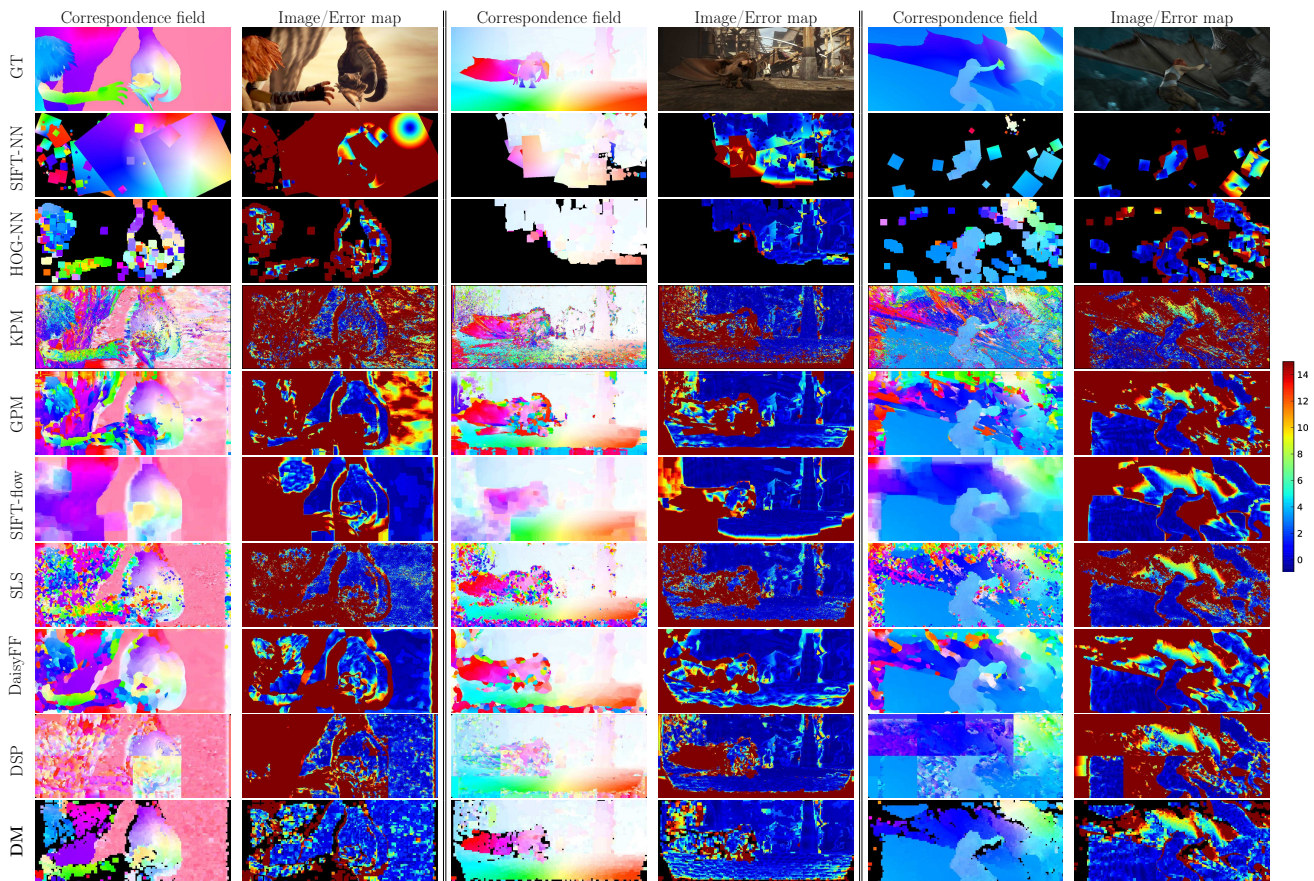 Correspondence field Image/Error map Correspondence field Image/Error map Correspondence field Image/Error map
GT
SIFT-NN
HOG-NN
KPM
GPM
SIFT-flow
SLS
DaisyFF
DSP
DM
14
12
10
8
6
4
2
0